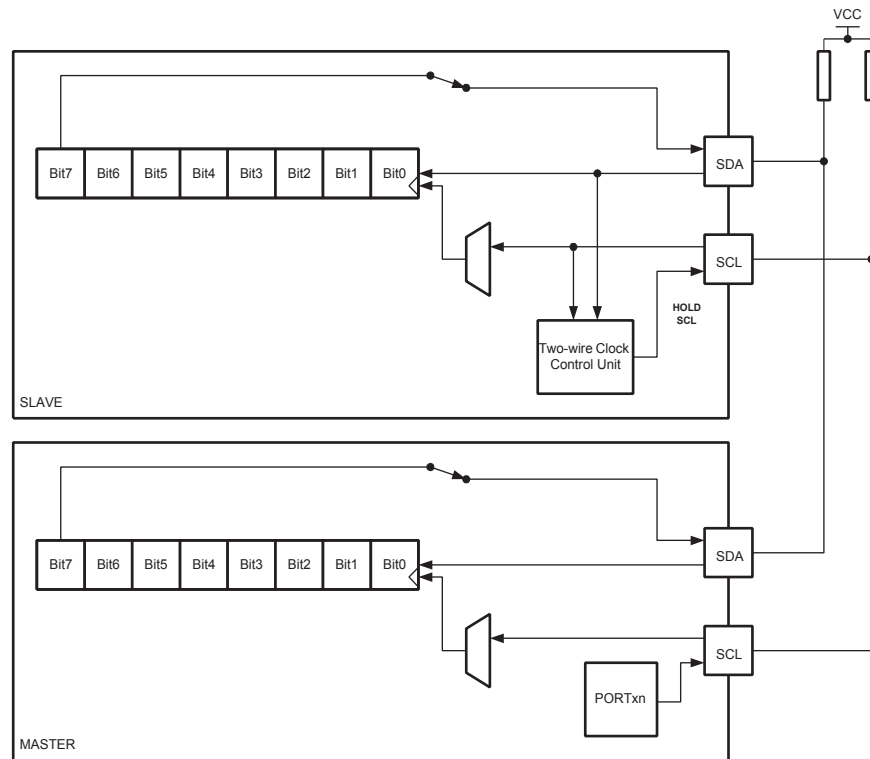 VCC
Bit7 Bit6 Bit5 Bit4 Bit3 Bit2 Bit1 Bit0
SDA
SCL
HOLD
SCL
Two-wire Clock
Control Unit
SLAVE
Bit7 Bit6 Bit5 Bit4 Bit3 Bit2 Bit1 Bit0
SDA
SCL
PORTxn
MASTER